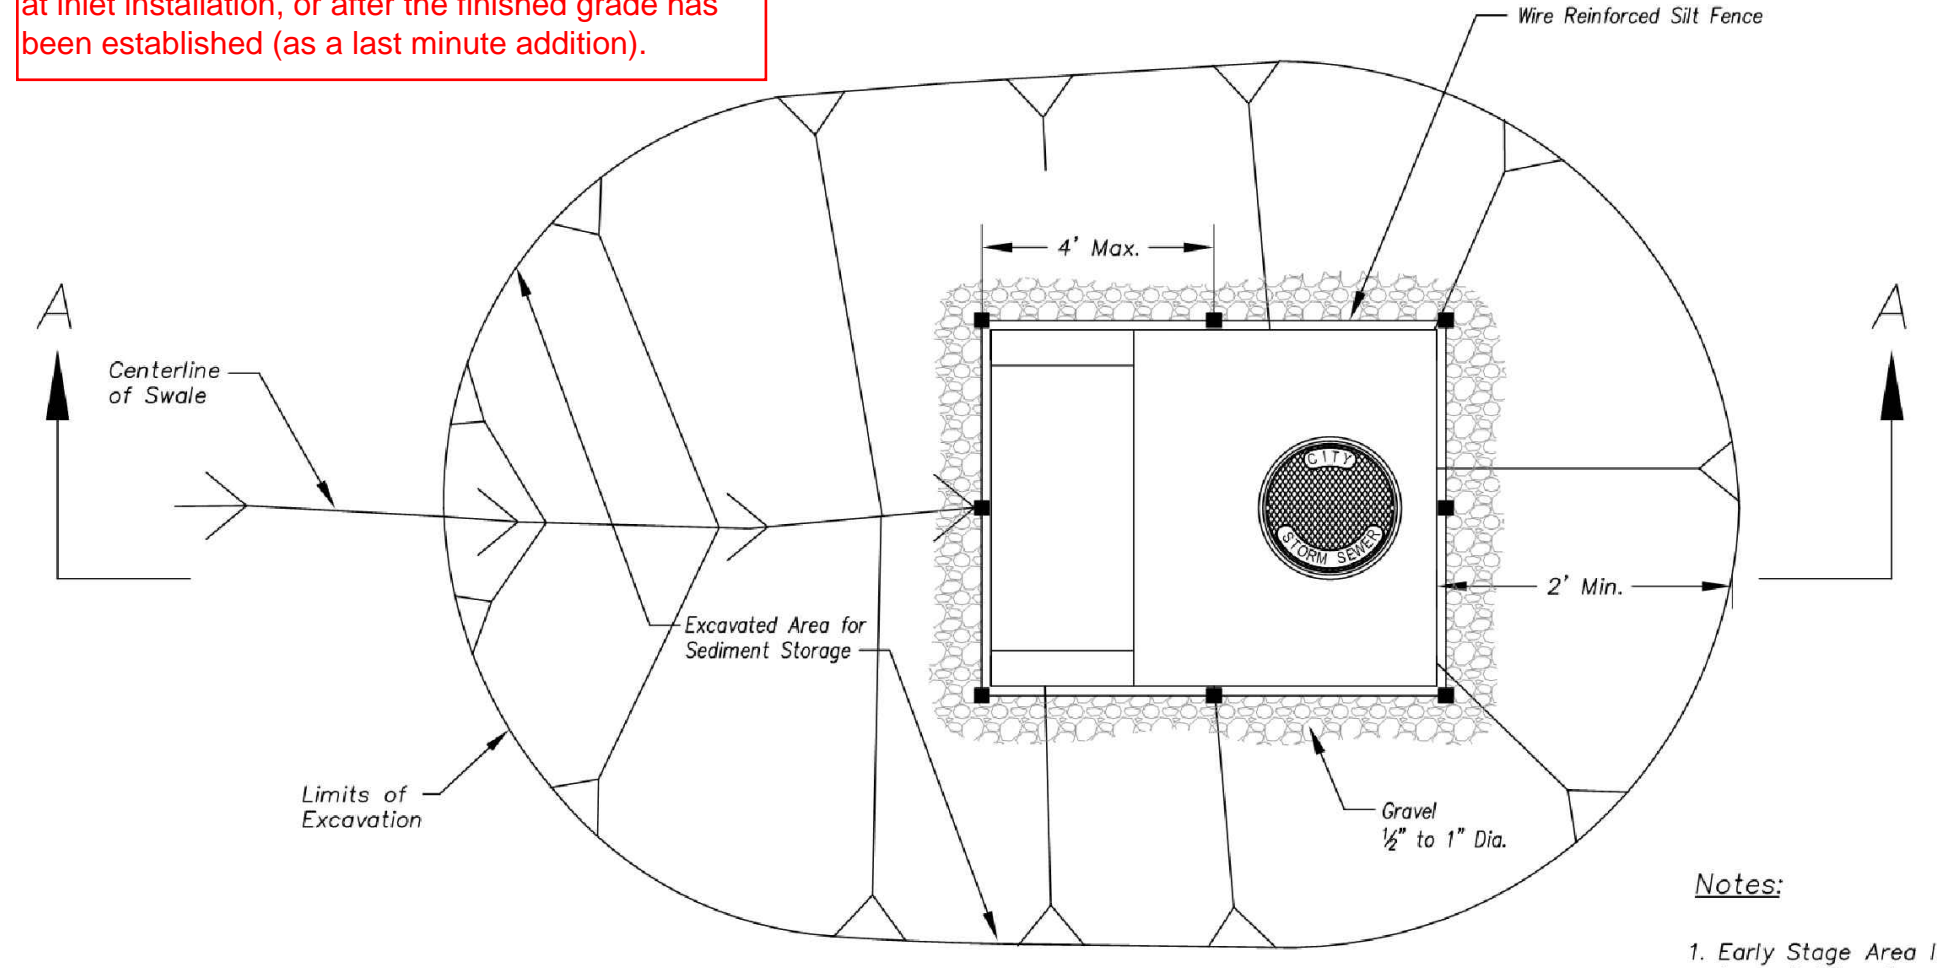 at inlet installation, or after the finished grade has
been established (as a last minute addition).
Wire Reinforced Silt Fence
4' Max.
A
A
Centerline
of Swale
CITY
STORM SEWER
2' Min.
Excavated Area for
Sediment Storage
Limits of
Excavation
Gravel
½" to 1" Dia.
Notes:
1. Early Stage Area